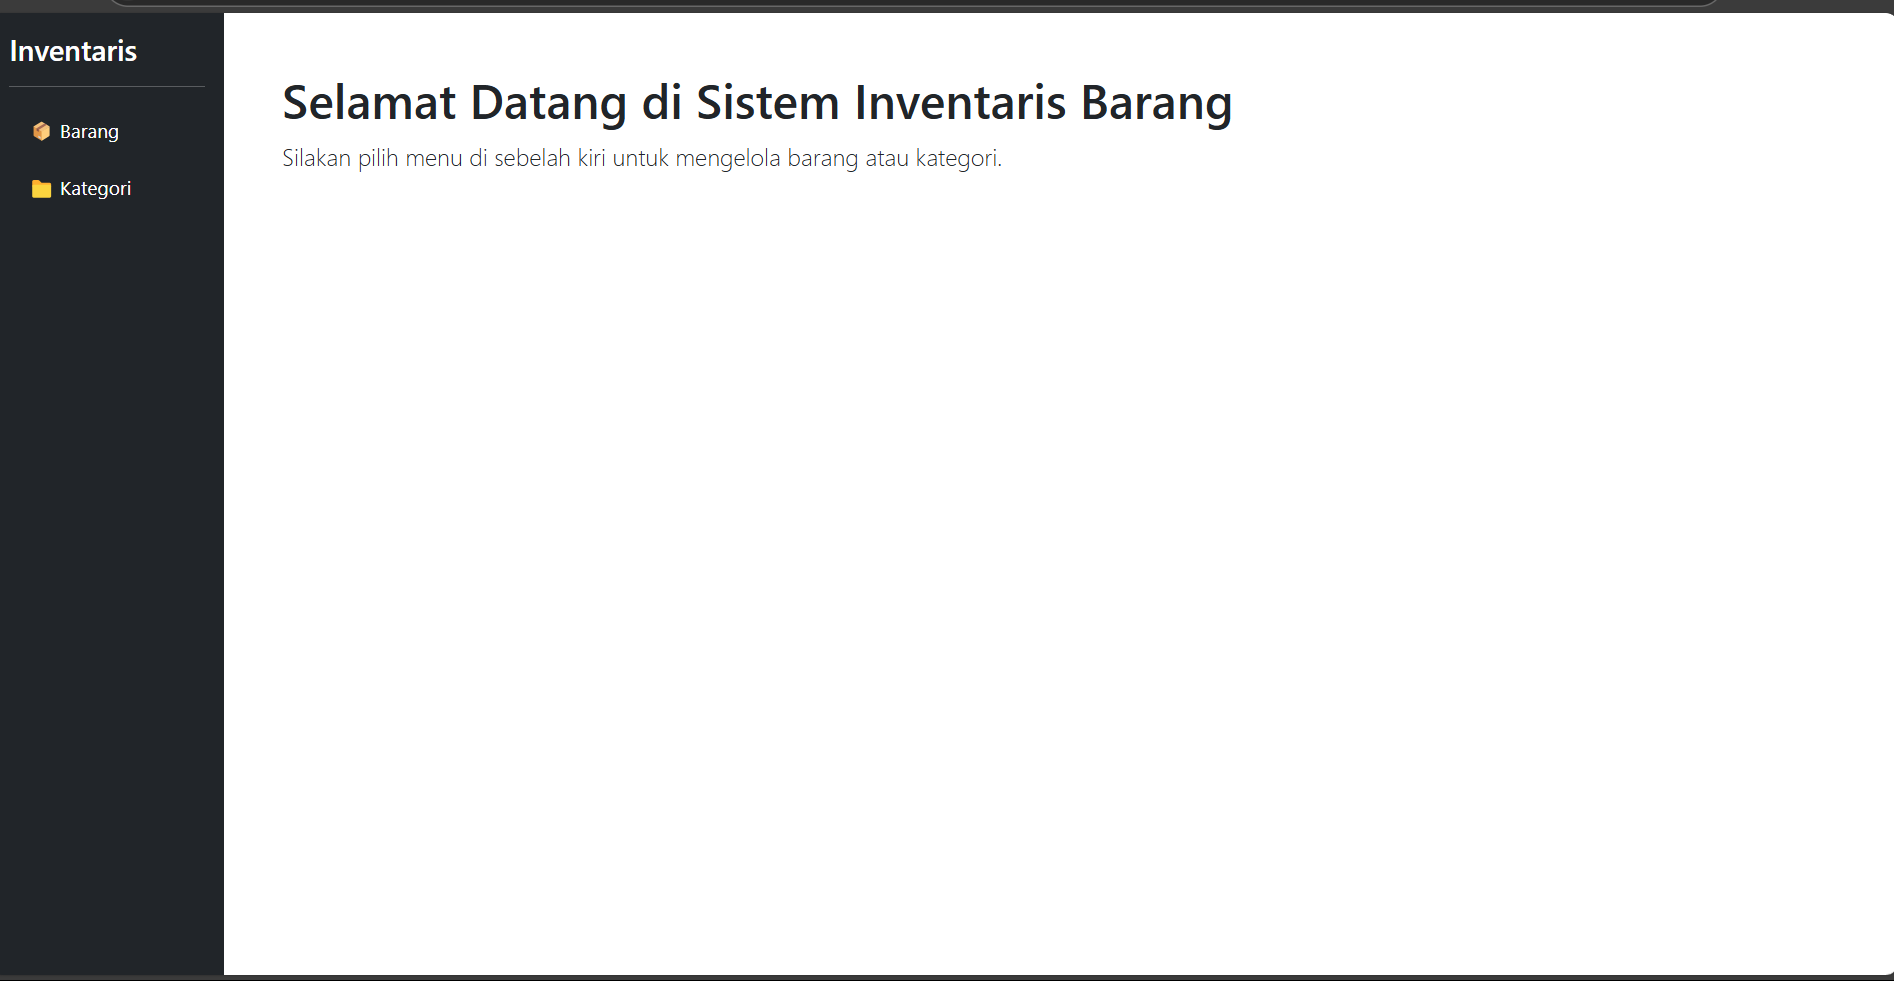 Inventaris
Barang
Kategori
Selamat Datang di Sistem Inventaris Barang
Silakan pilih menu di sebelah kiri untuk mengelola barang atau kategori.